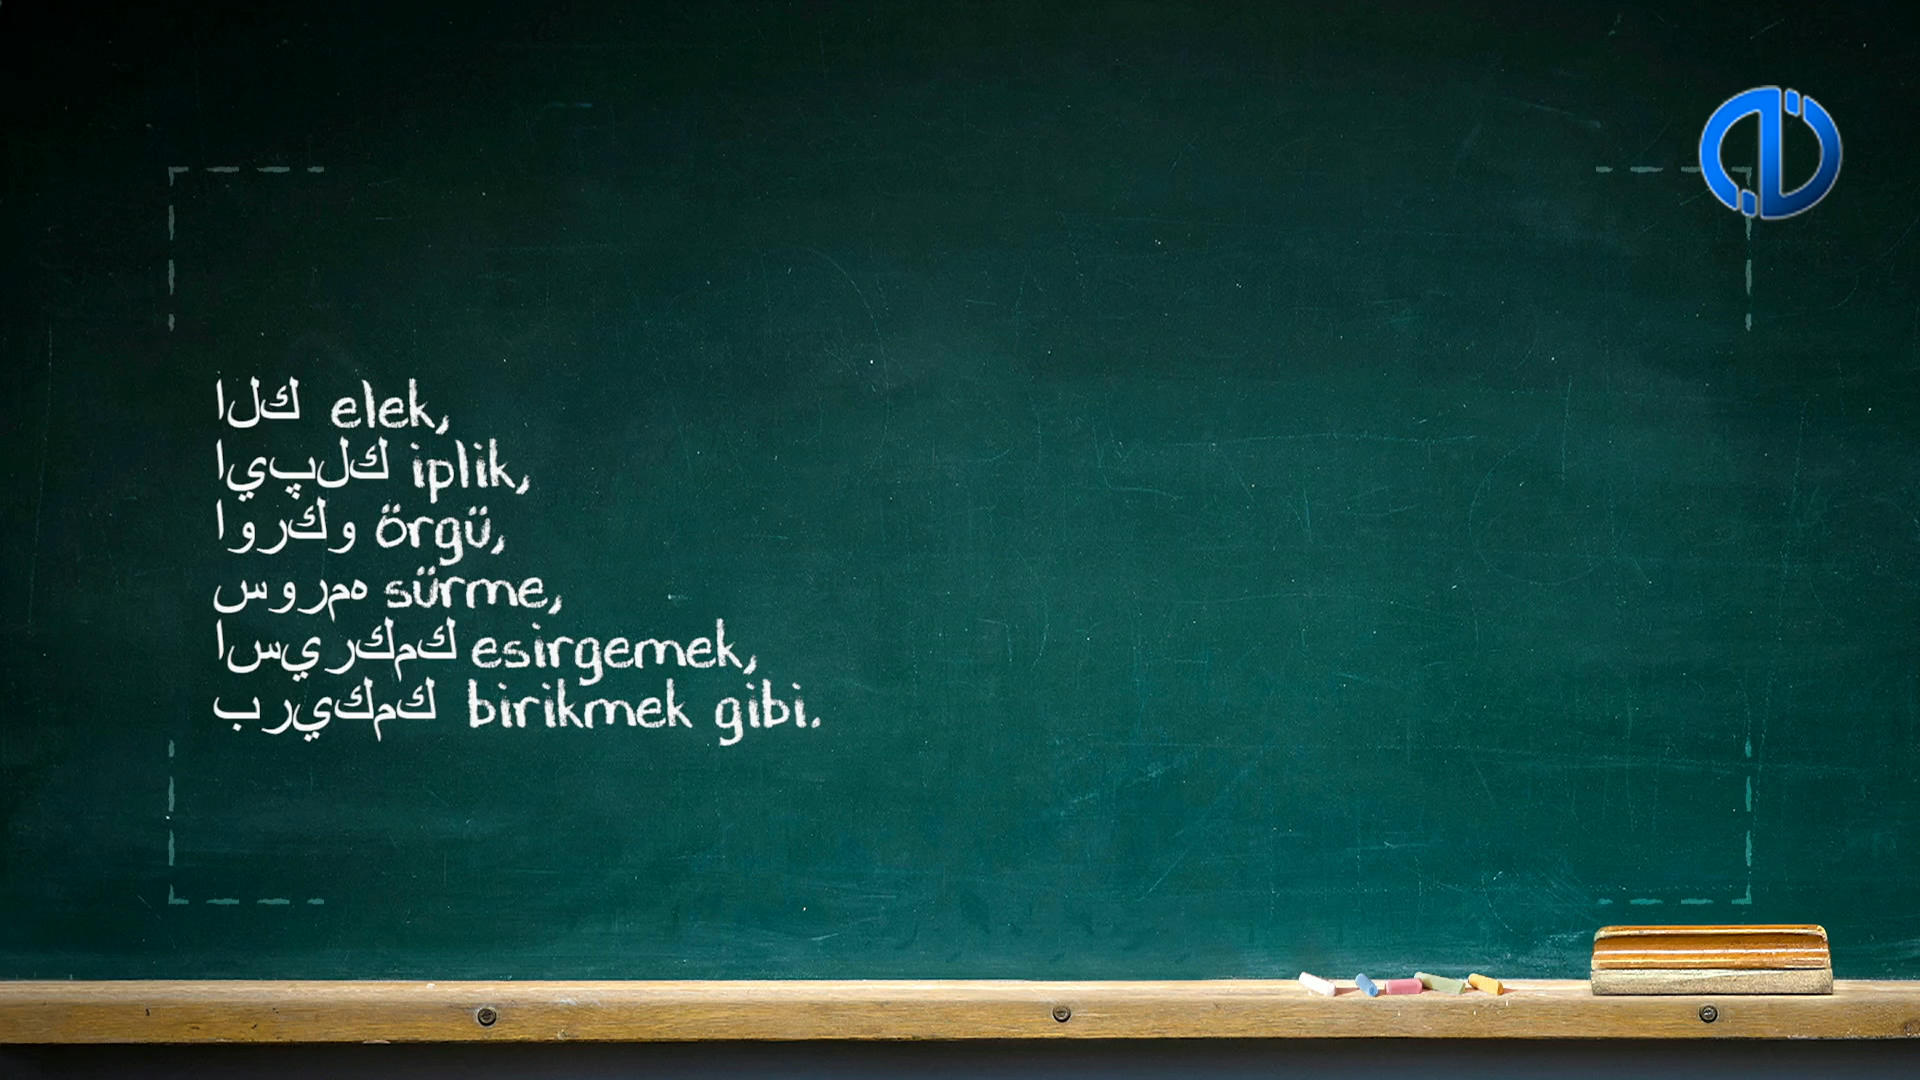 الك elek,
ايپلك iplik,
اوركو örgü,
سورمه sürme,
اسيركمك esirgemek,
بريكمك birikmek gibi.